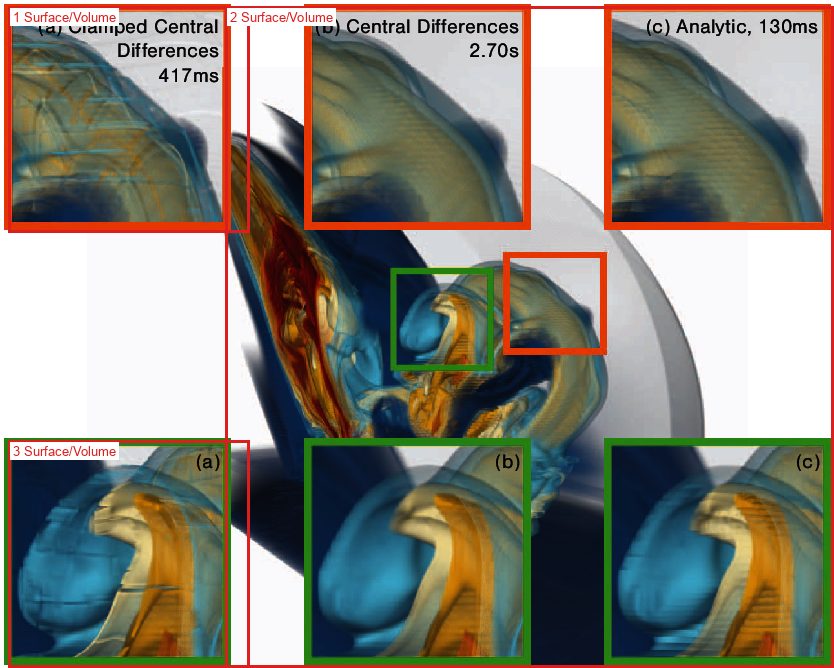 1 Surface/Volume
2 Surface/Volume
(a) Clamped Central
Differences
417ms
(b) Central Differences
2.70s
(c) Analytic, 130ms
3 Surface/Volume
(a)
(b)
(c)